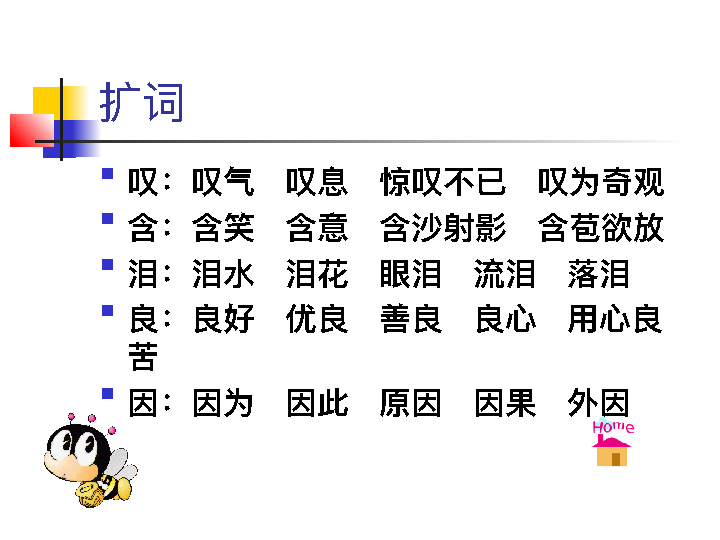 扩词
叹：叹气 叹息 惊叹不已 叹为奇观
含：含笑 含意 含沙射影 含苞欲放
泪：泪水 泪花 眼泪 流泪 落泪
良：良好 优良 善良 良心 用心良
苦
因：因为 因此 原因 因果 外因
Home